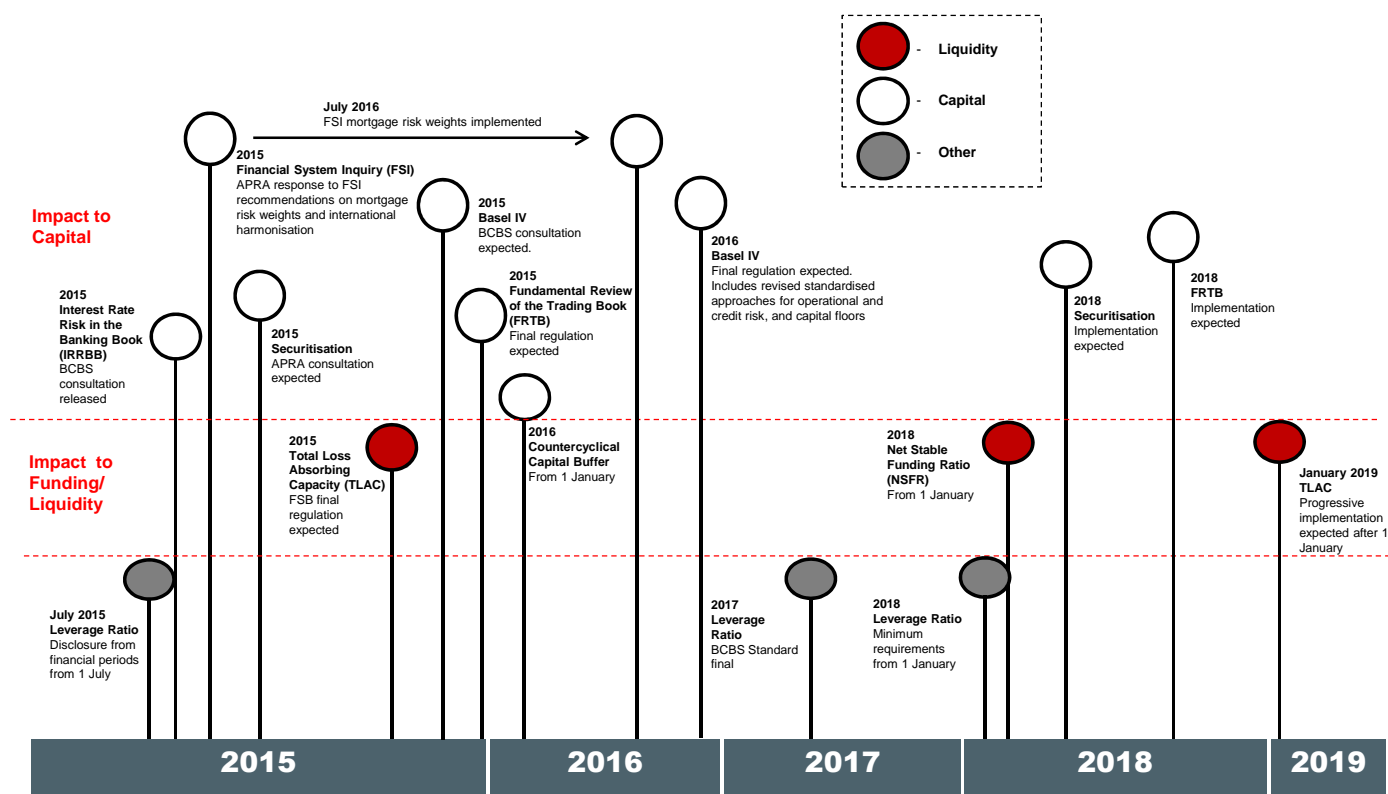 - Liquidity
- Capital
- Other
July 2016
FSI mortgage risk weights implemented
2015
Financial System Inquiry (FSI)
APRA response to FSI
recommendations on mortgage
risk weights and international
harmonisation
2015
Basel IV
BCBS consultation
expected.
Impact to
Capital
2016
Basel IV
Final regulation expected.
Includes revised standardised
approaches for operational and
credit risk, and capital floors
2015
Fundamental Review
of the Trading Book
(FRTB)
Final regulation
expected
2018
FRTB
Implementation
expected
2015
Interest Rate
Risk in the
Banking Book
(IRRBB)
BCBS
consultation
released
2018
Securitisation
Implementation
expected
2015
Securitisation
APRA consultation
expected
2016
Countercyclical
Capital Buffer
From 1 January
2015
Total Loss
Absorbing
Capacity (TLAC)
FSB final
regulation
expected
2018
Net Stable
Funding Ratio
(NSFR)
From 1 January
Impact to
Funding/
Liquidity
January 2019
TLAC
Progressive
implementation
expected after 1
January
July 2015
Leverage Ratio
Disclosure from
financial periods
from 1 July
2017
Leverage
Ratio
BCBS Standard
final
2018
Leverage Ratio
Minimum
requirements
from 1 January
2015
2016
2017
2018
2019